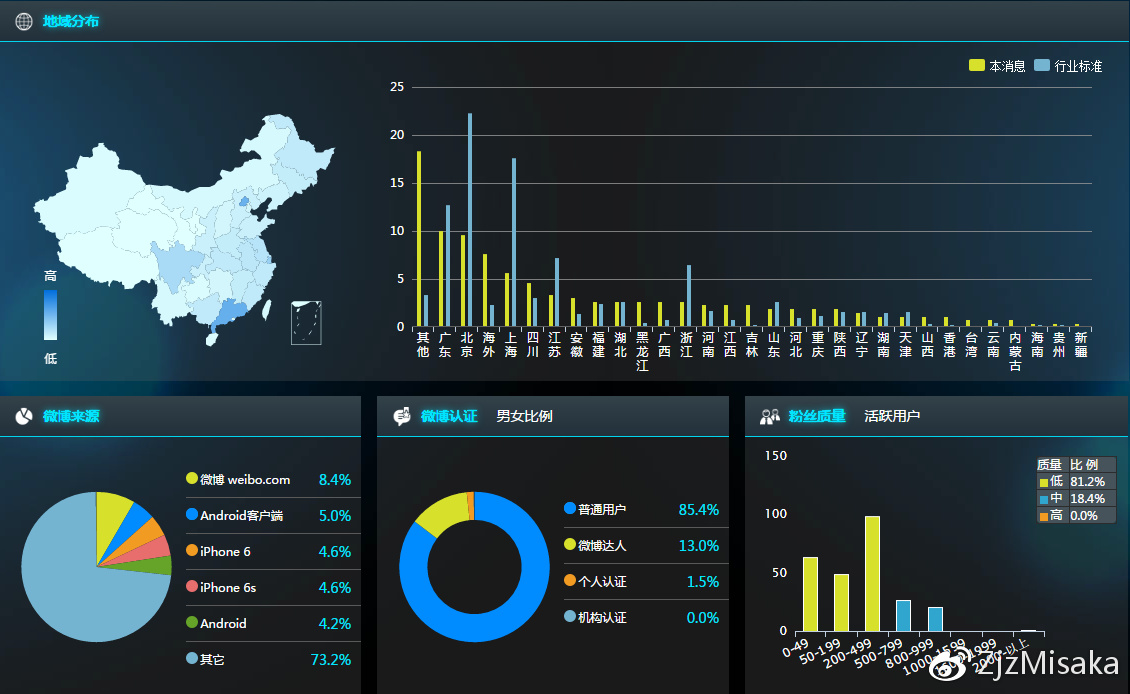 地域分布
本消息 行业标准
25
20
15
10
5
0
高
低
其他 广东 北京 海外 上海 四川 江苏 安徽 福建 湖北 黑龙江 广西 浙江 河南 江西 吉林 山东 河北 重庆 陕西 辽宁 湖南 天津 山西 香港 台湾 云南 内蒙古 海南 贵州 新疆
微博来源
微博 weibo.com 8.4%
Android客户端 5.0%
iPhone 6 4.6%
iPhone 6s 4.6%
Android 4.2%
其它 73.2%
微博认证 男女比例
普通用户 85.4%
微博达人 13.0%
个人认证 1.5%
机构认证 0.0%
粉丝质量 活跃用户
150
100
50
0
质量 比例
低 81.2%
中 18.4%
高 0.0%
0-49 50-199 200-499 500-799 800-999 1000-1599 2000-以上
ZjzMisaka